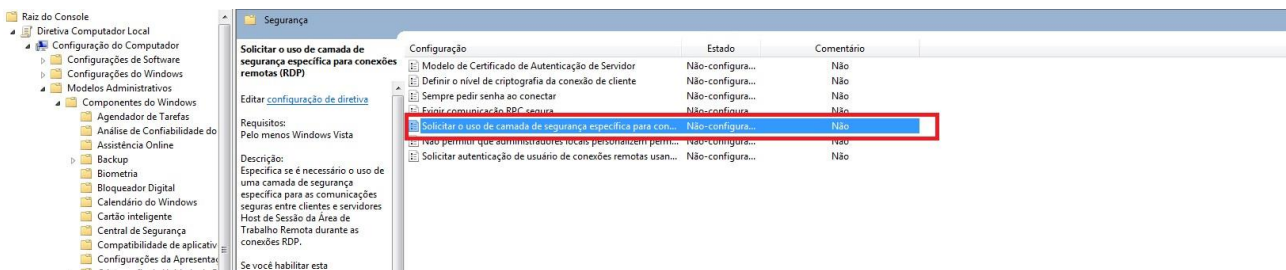 Raiz do Console
Diretiva Computador Local
Configuração do Computador
Configurações de Software
Configurações do Windows
Modelos Administrativos
Componentes do Windows
Agendador de Tarefas
Análise de Confiabilidade do
Assistência Online
Backup
Biometria
Bloqueador Digital
Calendário do Windows
Cartão inteligente
Central de Segurança
Compatibilidade de aplicativ
Configurações da Apresentaç
Segurança
Solicitar o uso de camada de
segurança específica para conexões
remotas (RDP)
Editar configuração de diretiva
Requisitos:
Pelo menos Windows Vista
Descrição:
Especifica se é necessário o uso de
uma camada de segurança
específica para as comunicações
seguras entre clientes e servidores
Host de Sessão da Área de
Trabalho Remota durante as
conexões RDP.
Se você habilitar esta
Configuração Estado Comentário
Modelo de Certificado de Autenticação de Servidor Não-configura... Não
Definir o nível de criptografia da conexão de cliente Não-configura... Não
Sempre pedir senha ao conectar Não-configura... Não
Exigir comunicação RPC segura Não-configura... Não
Solicitar o uso de camada de segurança específica para con... Não-configura... Não
Não permitir que administradores locais personalizem perm... Não-configura... Não
Solicitar autenticação de usuário de conexões remotas usan... Não-configura... Não